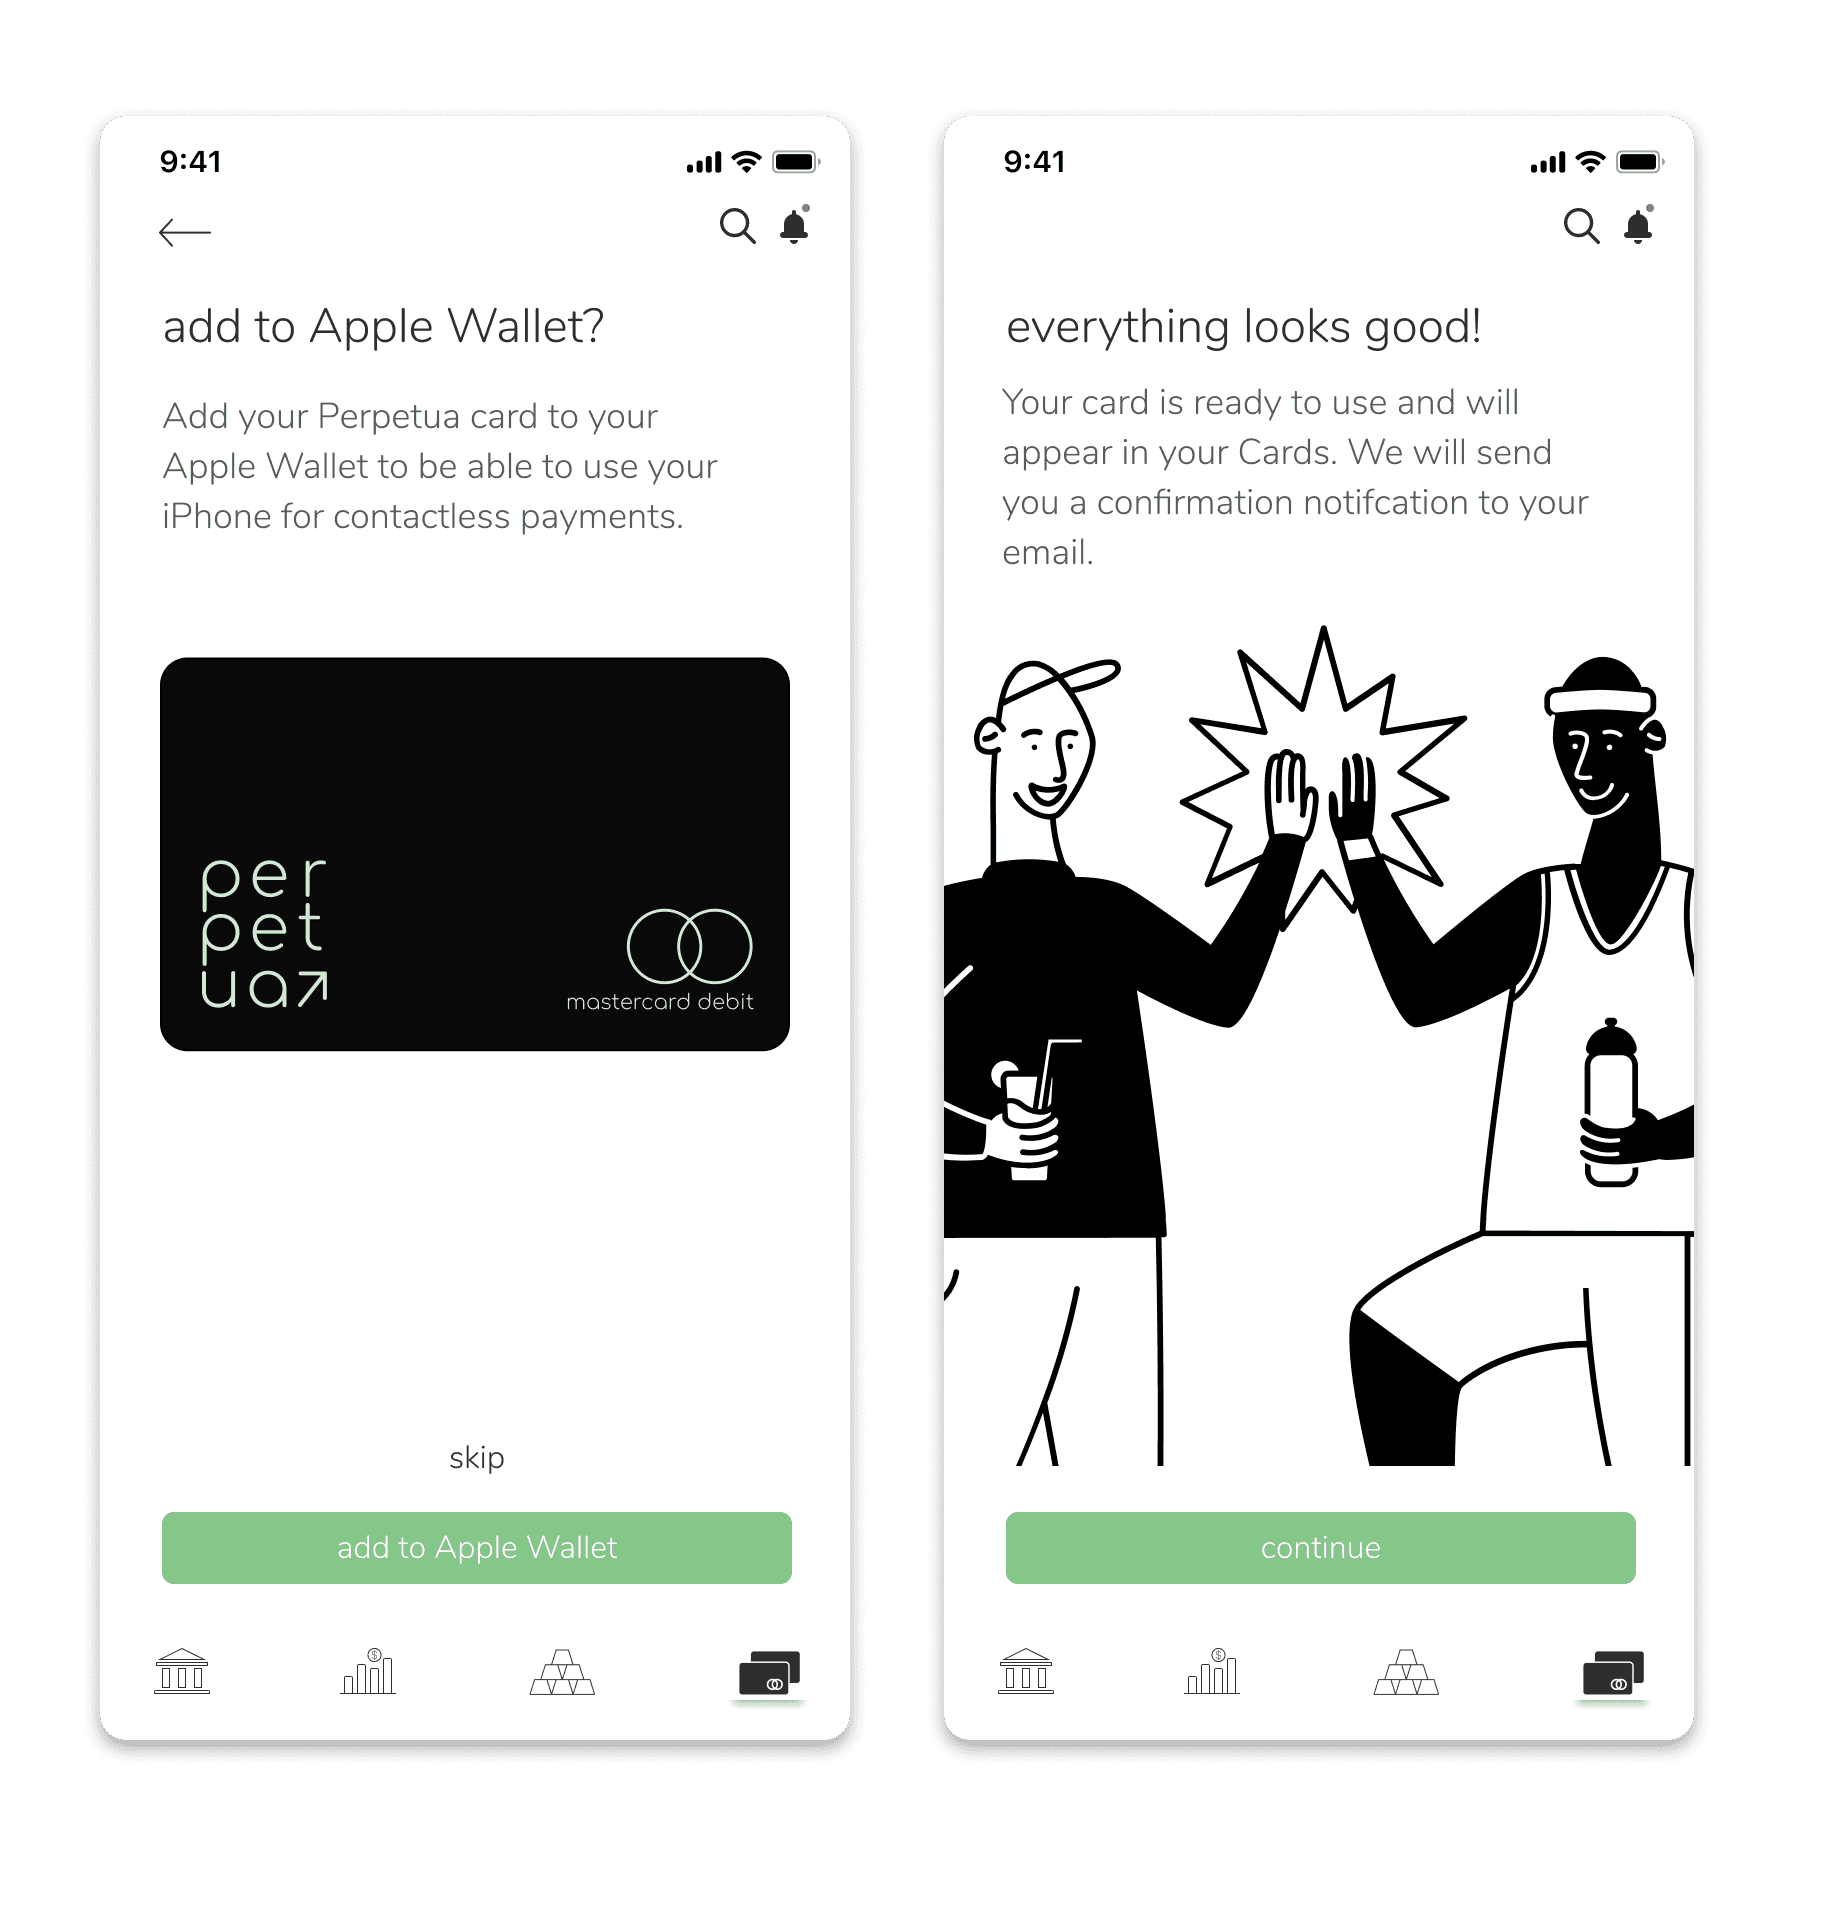 9:41
add to Apple Wallet?
Add your Perpetua card to your
Apple Wallet to be able to use your
iPhone for contactless payments.
per
pet
ua
mastercard debit
skip
add to Apple Wallet
$
9:41
everything looks good!
Your card is ready to use and will
appear in your Cards. We will send
you a confirmation notifcation to your
email.
continue
$